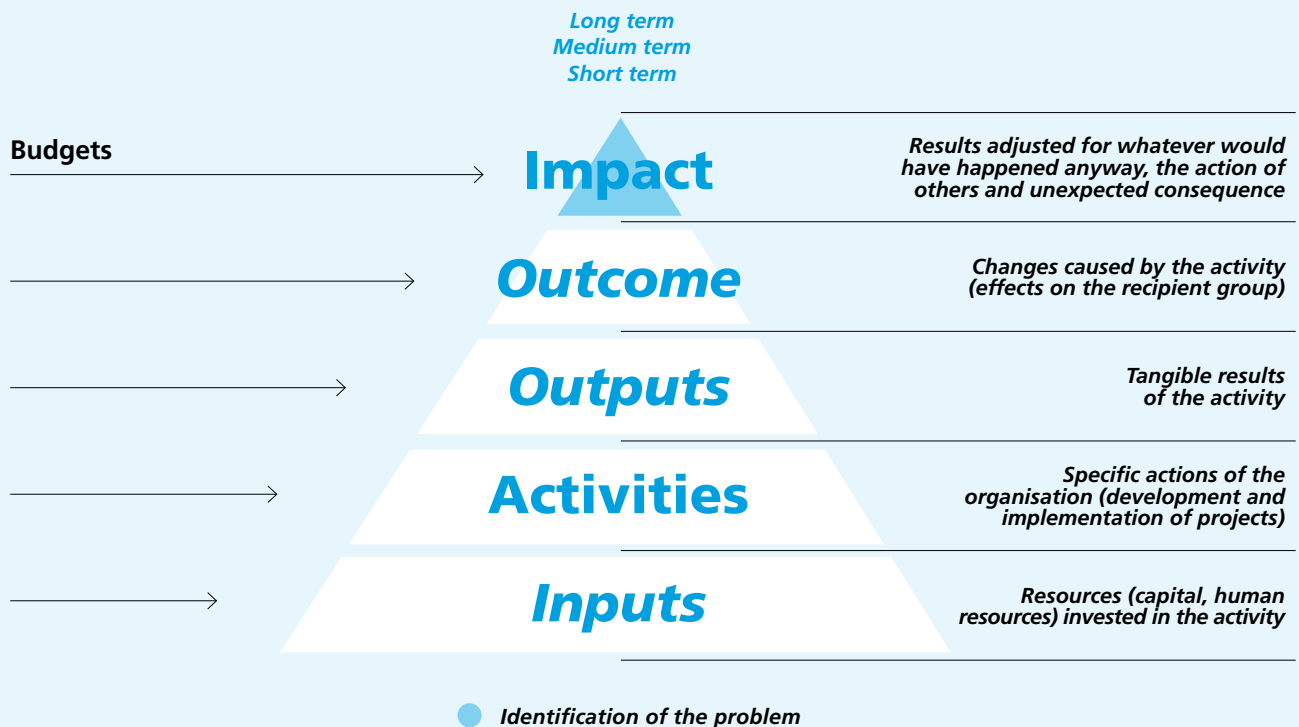 Long term
Medium term
Short term
Budgets
Impact
Results adjusted for whatever would
have happened anyway, the action of
others and unexpected consequence
Outcome
Changes caused by the activity
(effects on the recipient group)
Outputs
Tangible results
of the activity
Activities
Specific actions of the
organisation (development and
implementation of projects)
Inputs
Resources (capital, human
resources) invested in the activity
Identification of the problem